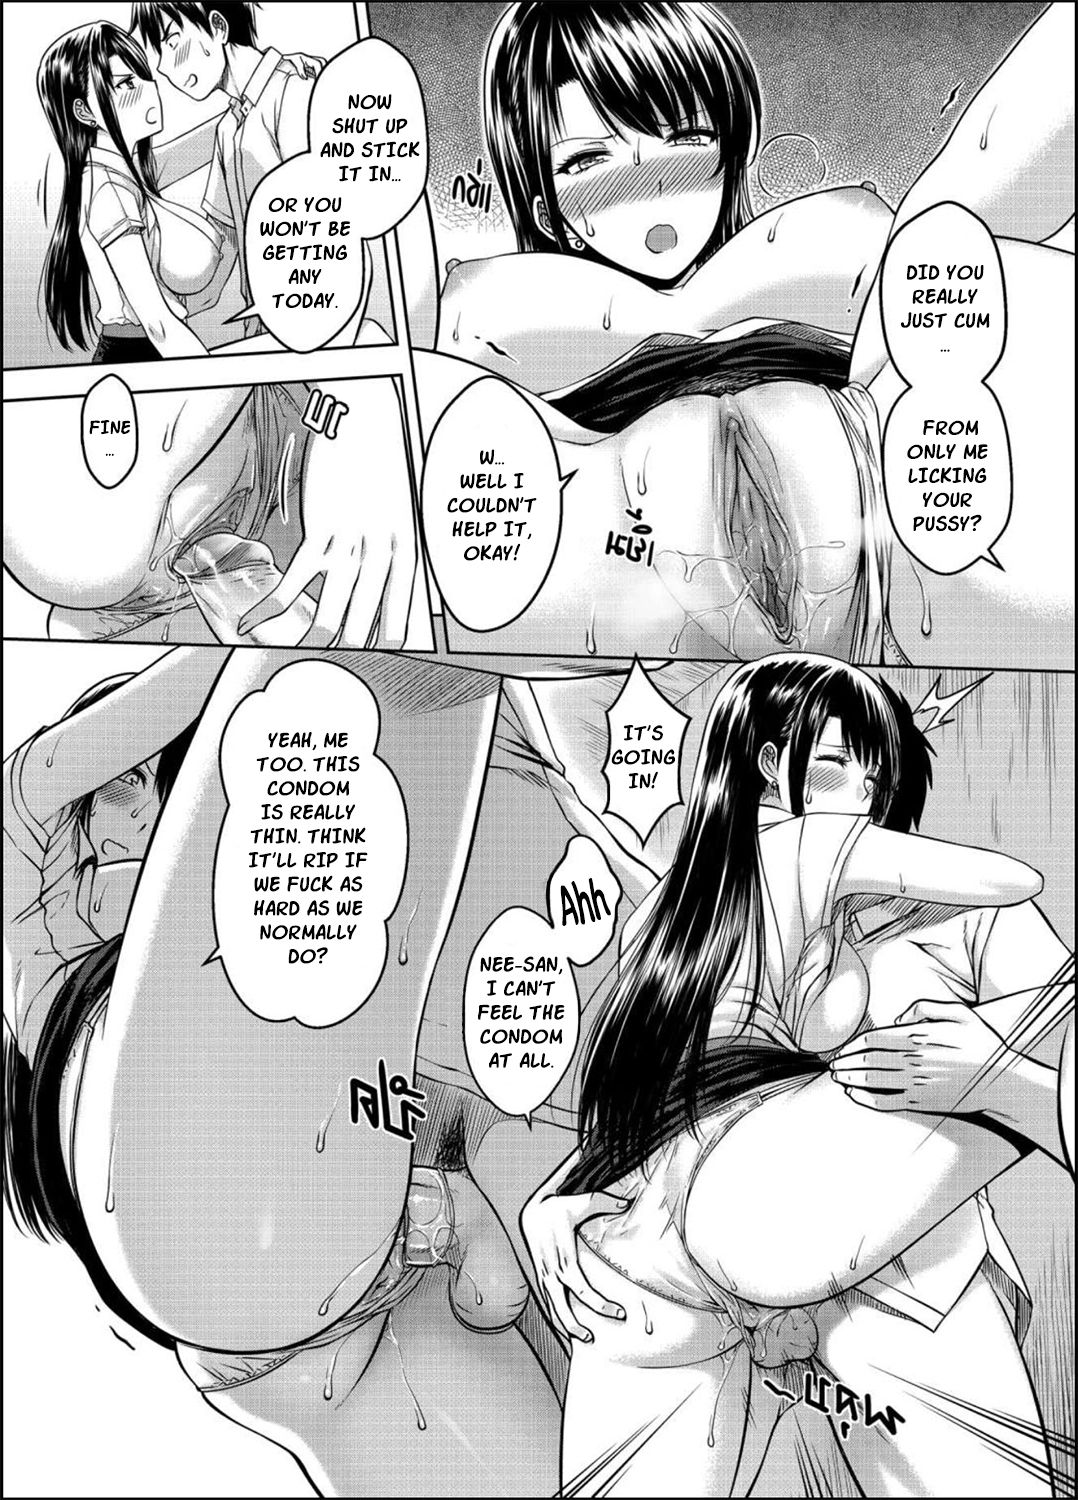 DID YOU
REALLY
JUST CUM
...
FROM
ONLY ME
LICKING
YOUR
PUSSY?
W...
WELL I
COULDN'T
HELP IT,
OKAY!
NOW
SHUT UP
AND STICK
IT IN...
OR YOU
WON'T BE
GETTING
ANY
TODAY.
FINE
...
IT'S
GOING
IN!
Ahh
NEE-SAN,
I CAN'T
FEEL THE
CONDOM
AT ALL.
YEAH, ME
TOO. THIS
CONDOM
IS REALLY
THIN. THINK
IT'LL RIP IF
WE FUCK AS
HARD AS WE
NORMALLY
DO?